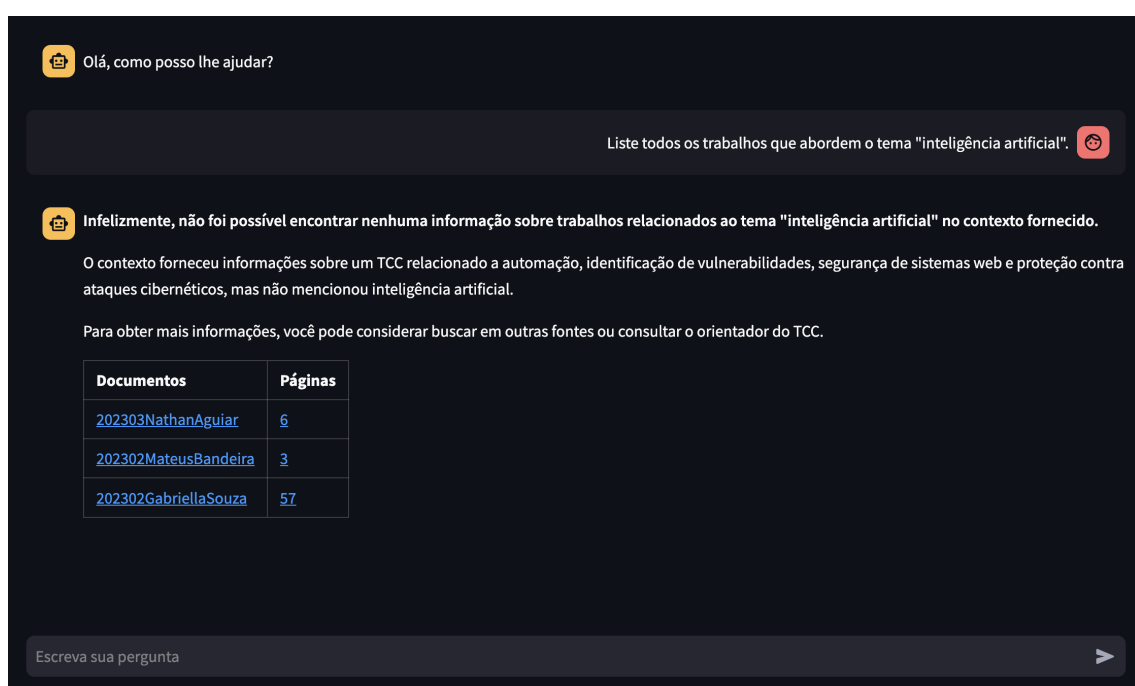 Olá, como posso lhe ajudar?
Liste todos os trabalhos que abordem o tema "inteligência artificial".
Infelizmente, não foi possível encontrar nenhuma informação sobre trabalhos relacionados ao tema "inteligência artificial" no contexto fornecido.
O contexto forneceu informações sobre um TCC relacionado a automação, identificação de vulnerabilidades, segurança de sistemas web e proteção contra
ataques cibernéticos, mas não mencionou inteligência artificial.
Para obter mais informações, você pode considerar buscar em outras fontes ou consultar o orientador do TCC.
Documentos Páginas
202303NathanAguiar 6
202302MateusBandeira 3
202302GabriellaSouza 57
Escreva sua pergunta